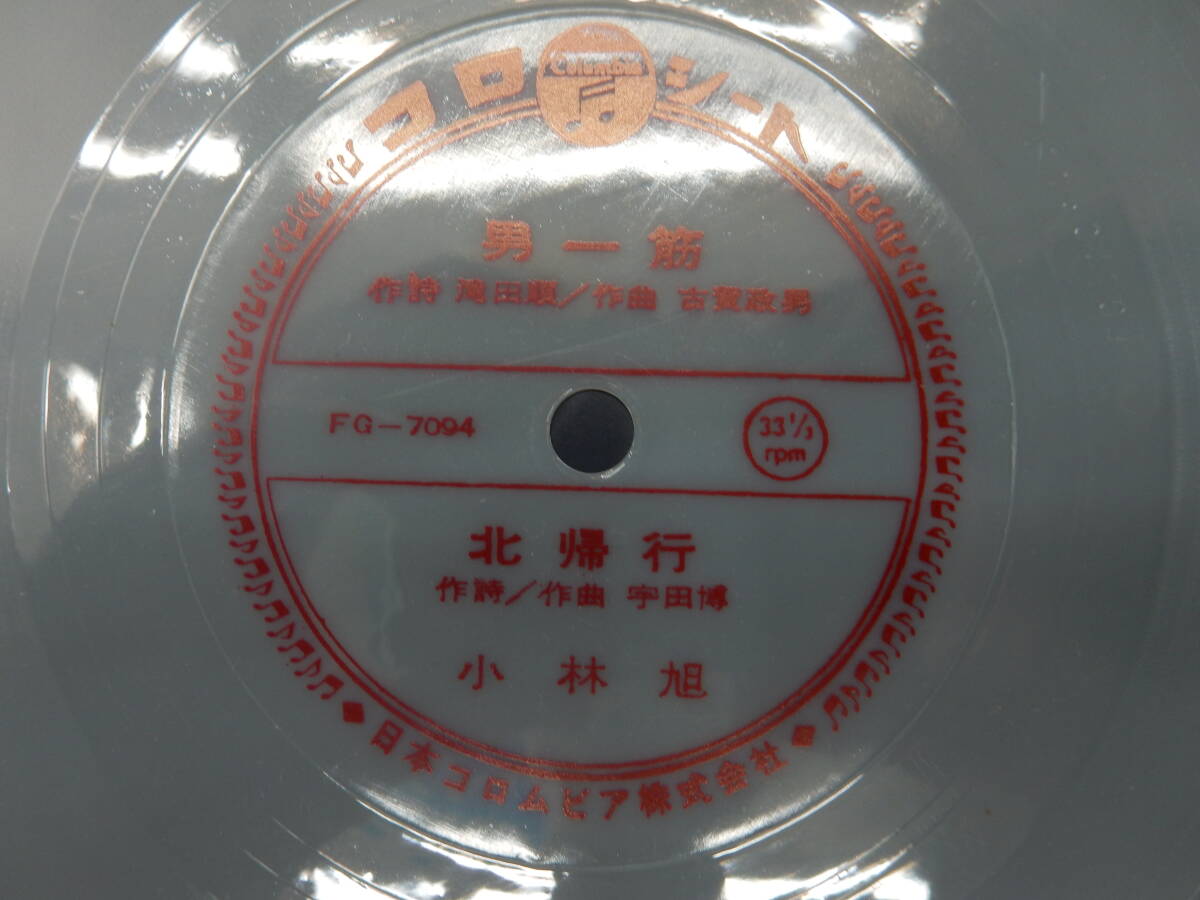 コロシート
Columbia
男一筋
作詩 滝田順／作曲 古賀政男
FG－7094
33 1/3
rpm
北帰行
作詩／作曲 宇田博
小林旭
◆日本コロムビア株式会社◆